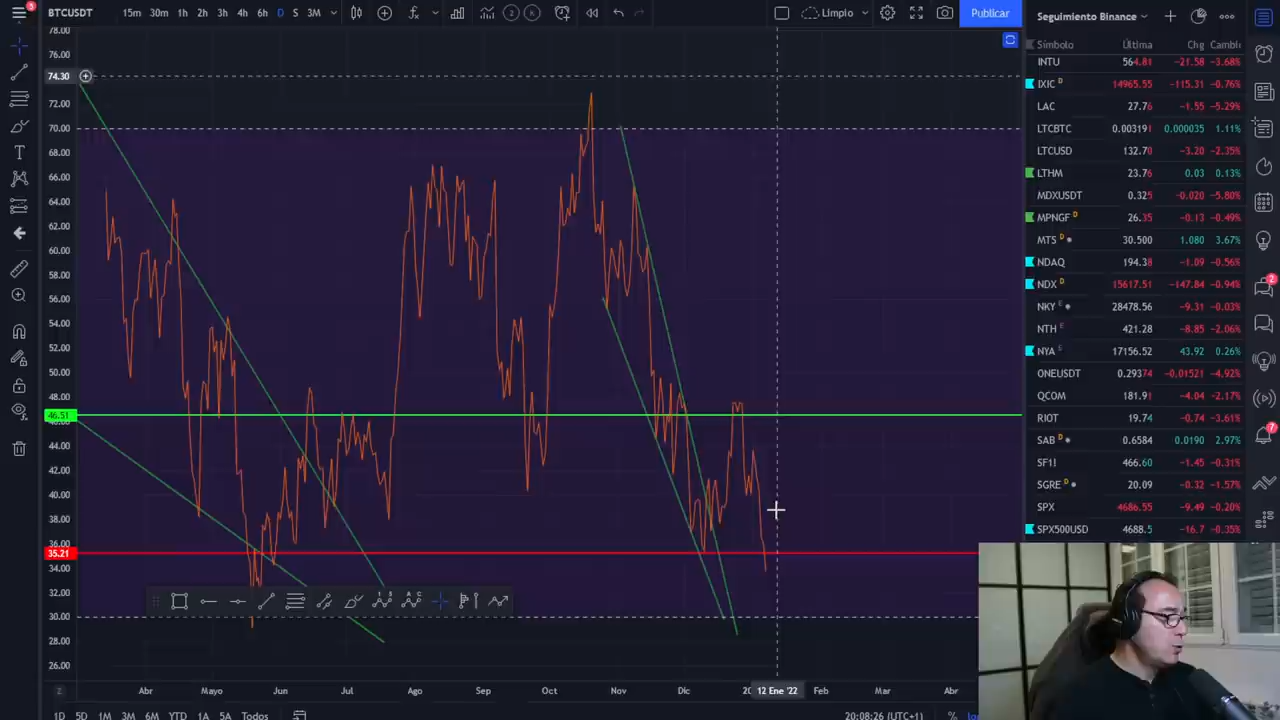 3
BTCUSDT 15m 30m 1h 2h 3h 4h 6h D S 3M 2 K Limpio Publicar
Seguimiento Binance
Símbolo Última Chg Cambi
INTU 564.81 −21.58 −3.68%
IXIC D 14965.55 −115.31 −0.76%
LAC 27.76 −1.55 −5.29%
LTCBTC 0.003191 0.000035 1.11%
LTCUSD 132.70 −3.20 −2.35%
LTHM 23.76 0.03 0.13%
MDXUSDT 0.325 −0.020 −5.80%
MPNGF D 26.35 −0.13 −0.49%
MTS D 30.500 1.080 3.67%
NDAQ 194.38 −1.09 −0.56%
NDX D 15617.51 −147.84 −0.94%
NKY E 28478.56 −9.31 −0.03%
NTH E 421.28 −8.85 −2.06%
NYA E 17156.52 43.92 0.26%
ONEUSDT 0.29374 −0.01521 −4.92%
QCOM 181.91 −4.04 −2.17%
RIOT 19.74 −0.74 −3.61%
SAB D 0.6584 0.0190 2.97%
SF1! 466.60 −1.45 −0.31%
SGRE D 20.09 −0.32 −1.57%
SPX 4686.55 −9.49 −0.20%
SPX500USD 4688.5 −16.7 −0.35%
2
7
78.00
76.00
74.30
72.00
70.00
68.00
66.00
64.00
62.00
60.00
58.00
56.00
54.00
52.00
50.00
48.00
46.51
46.00
44.00
42.00
40.00
38.00
36.00
35.21
34.00
32.00
30.00
28.00
26.00
Z Abr Mayo Jun Jul Ago Sep Oct Nov Dic 20 12 Ene '22 Feb Mar Abr
1D 5D 1M 3M 6M YTD 1A 5A Todos 20:08:26 (UTC+1) %